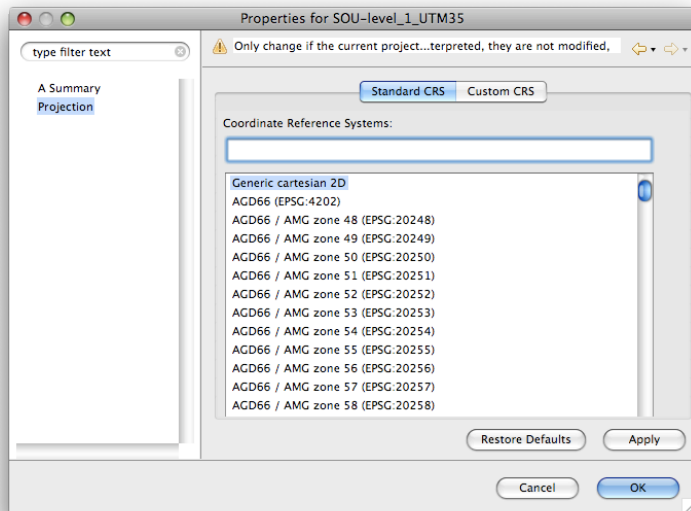 Properties for SOU-level_1_UTM35
type filter text
Only change if the current project...terpreted, they are not modified,
A Summary
Projection
Standard CRS
Custom CRS
Coordinate Reference Systems:
Generic cartesian 2D
AGD66 (EPSG:4202)
AGD66 / AMG zone 48 (EPSG:20248)
AGD66 / AMG zone 49 (EPSG:20249)
AGD66 / AMG zone 50 (EPSG:20250)
AGD66 / AMG zone 51 (EPSG:20251)
AGD66 / AMG zone 52 (EPSG:20252)
AGD66 / AMG zone 53 (EPSG:20253)
AGD66 / AMG zone 54 (EPSG:20254)
AGD66 / AMG zone 55 (EPSG:20255)
AGD66 / AMG zone 56 (EPSG:20256)
AGD66 / AMG zone 57 (EPSG:20257)
AGD66 / AMG zone 58 (EPSG:20258)
Restore Defaults
Apply
Cancel
OK